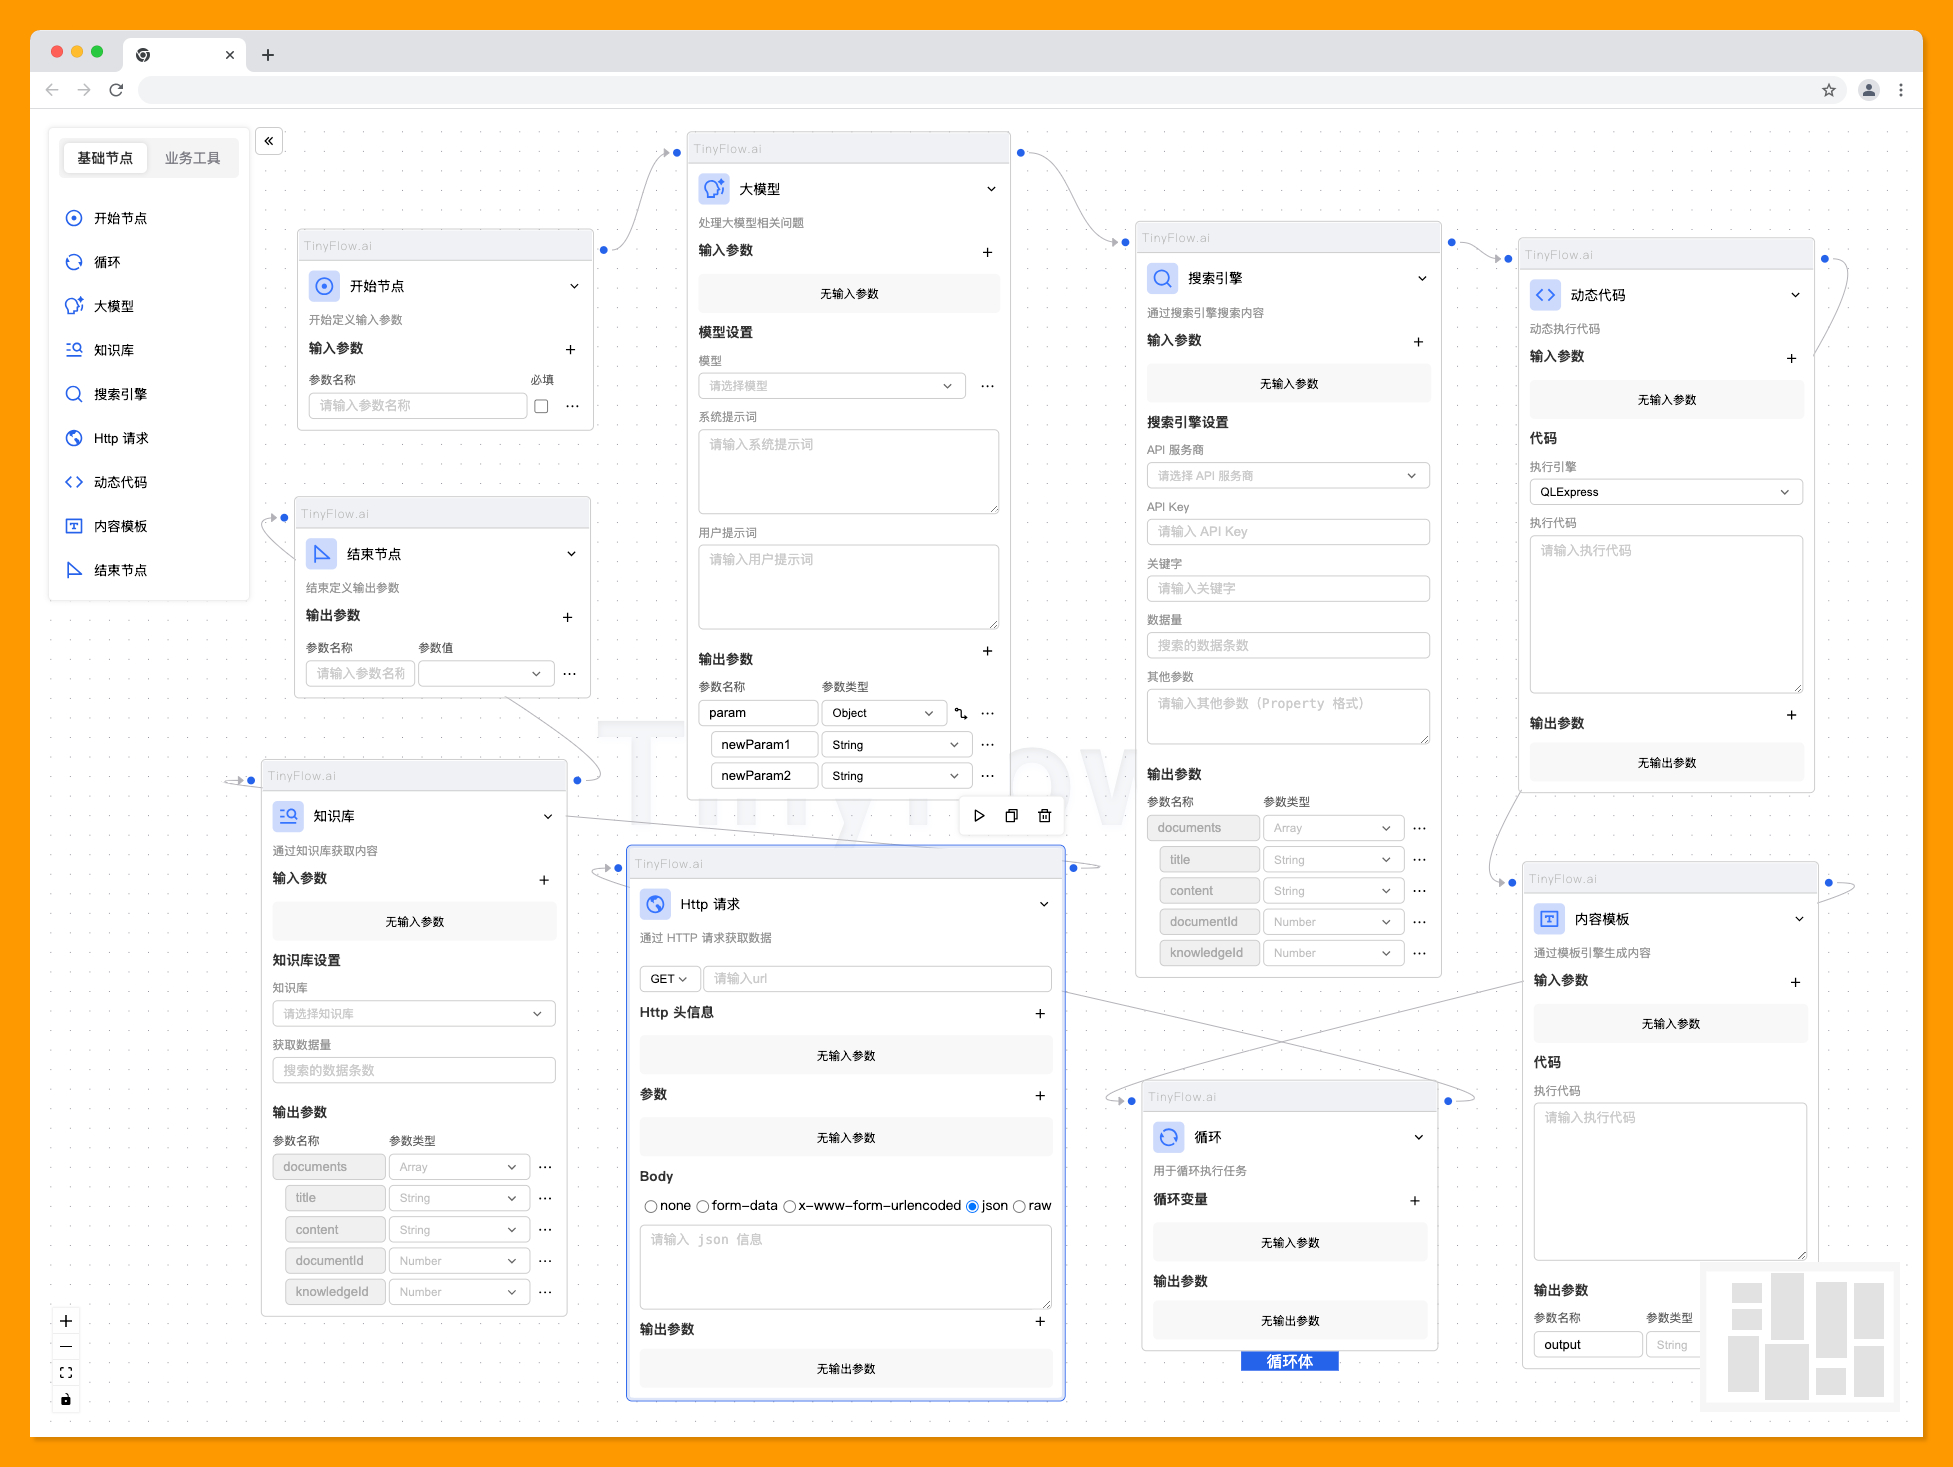 基础节点 业务工具
开始节点
循环
大模型
知识库
搜索引擎
Http 请求
动态代码
内容模板
结束节点
TinyFlow.ai
开始节点
开始定义输入参数
输入参数
参数名称 必填
请输入参数名称
TinyFlow.ai
结束节点
结束定义输出参数
输出参数
参数名称 参数值
请输入参数名称
TinyFlow.ai
知识库
通过知识库获取内容
输入参数
无输入参数
知识库设置
知识库
请选择知识库
获取数据量
搜索的数据条数
输出参数
参数名称 参数类型
documents Array
title String
content String
documentId Number
knowledgeId Number
TinyFlow.ai
大模型
处理大模型相关问题
输入参数
无输入参数
模型设置
模型
请选择模型
系统提示词
请输入系统提示词
用户提示词
请输入用户提示词
输出参数
参数名称 参数类型
param Object
newParam1 String
newParam2 String
TinyFlow.ai
Http 请求
通过 HTTP 请求获取数据
GET 请输入url
Http 头信息
无输入参数
参数
无输入参数
Body
none form-data x-www-form-urlencoded json raw
请输入 json 信息
输出参数
无输出参数
TinyFlow.ai
搜索引擎
通过搜索引擎搜索内容
输入参数
无输入参数
搜索引擎设置
API 服务商
请选择 API 服务商
API Key
请输入 API Key
关键字
请输入关键字
数据量
搜索的数据条数
其他参数
请输入其他参数（Property 格式）
输出参数
参数名称 参数类型
documents Array
title String
content String
documentId Number
knowledgeId Number
TinyFlow.ai
循环
用于循环执行任务
循环变量
无输入参数
输出参数
无输出参数
循环体
TinyFlow.ai
动态代码
动态执行代码
输入参数
无输入参数
代码
执行引擎
QLExpress
执行代码
请输入执行代码
输出参数
无输出参数
TinyFlow.ai
内容模板
通过模板引擎生成内容
输入参数
无输入参数
代码
执行代码
请输入执行代码
输出参数
参数名称 参数类型
output String